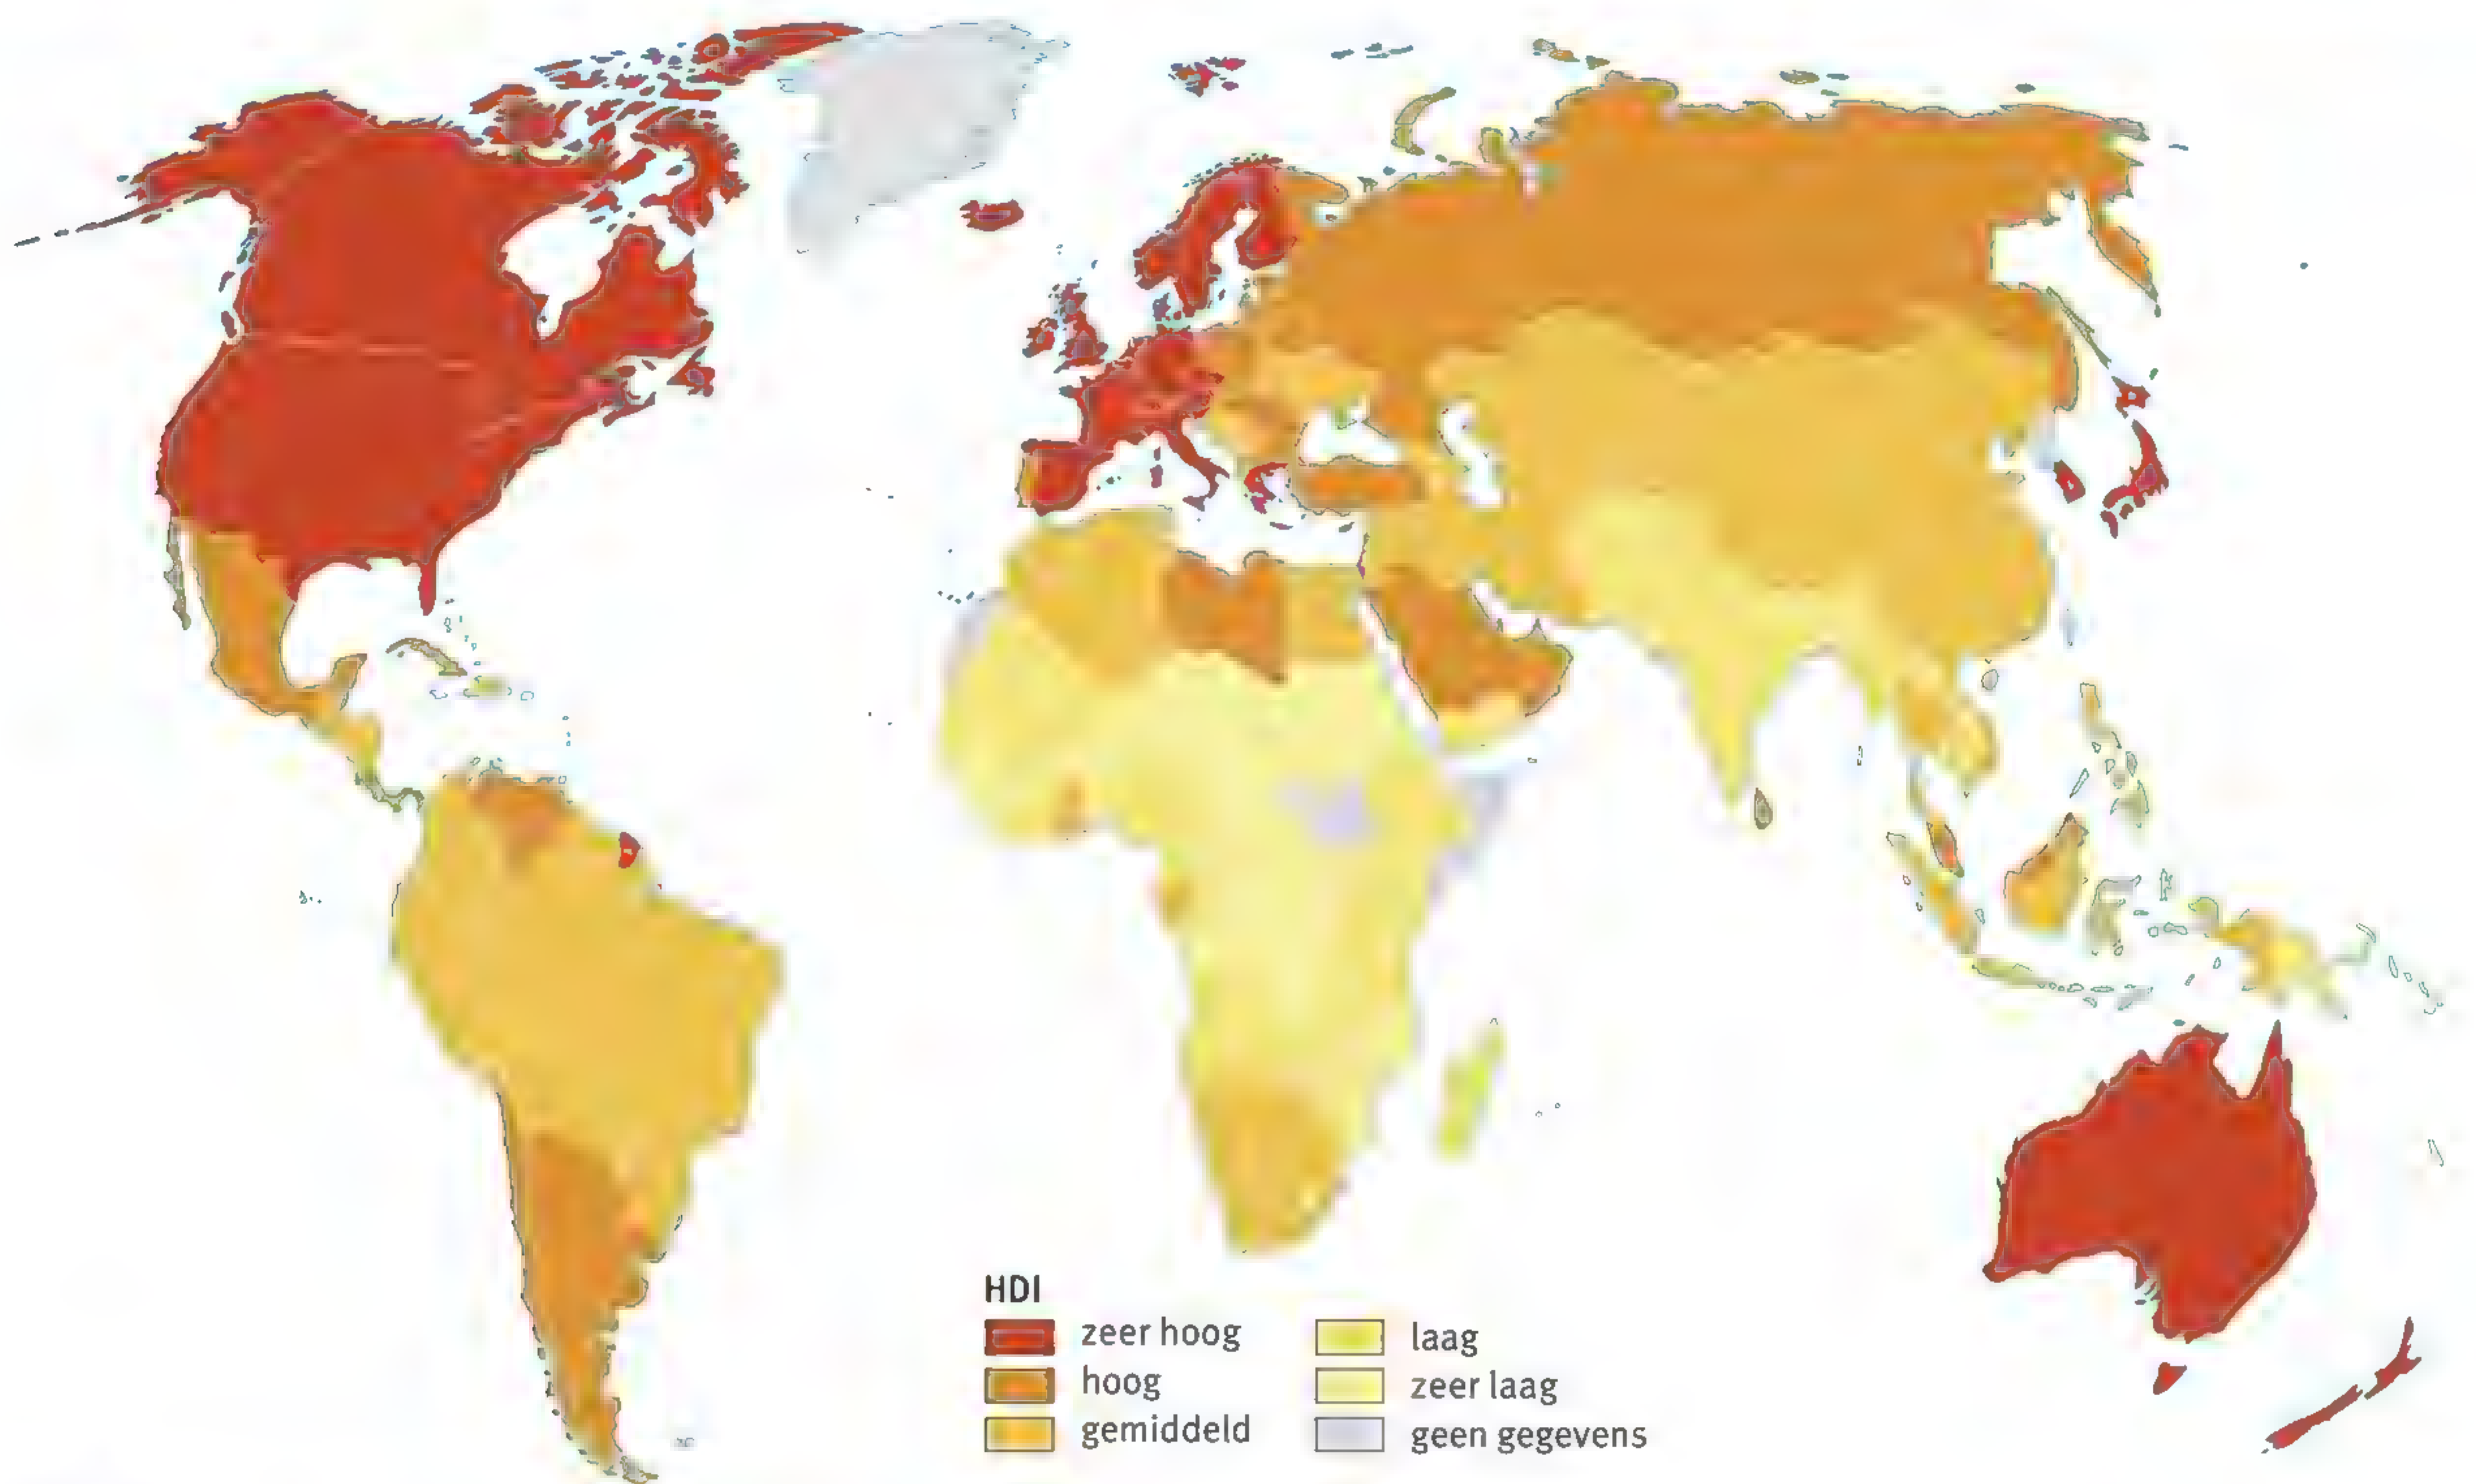 HDI
zeer hoog
hoog
gemiddeld
laag
zeer laag
geen gegevens